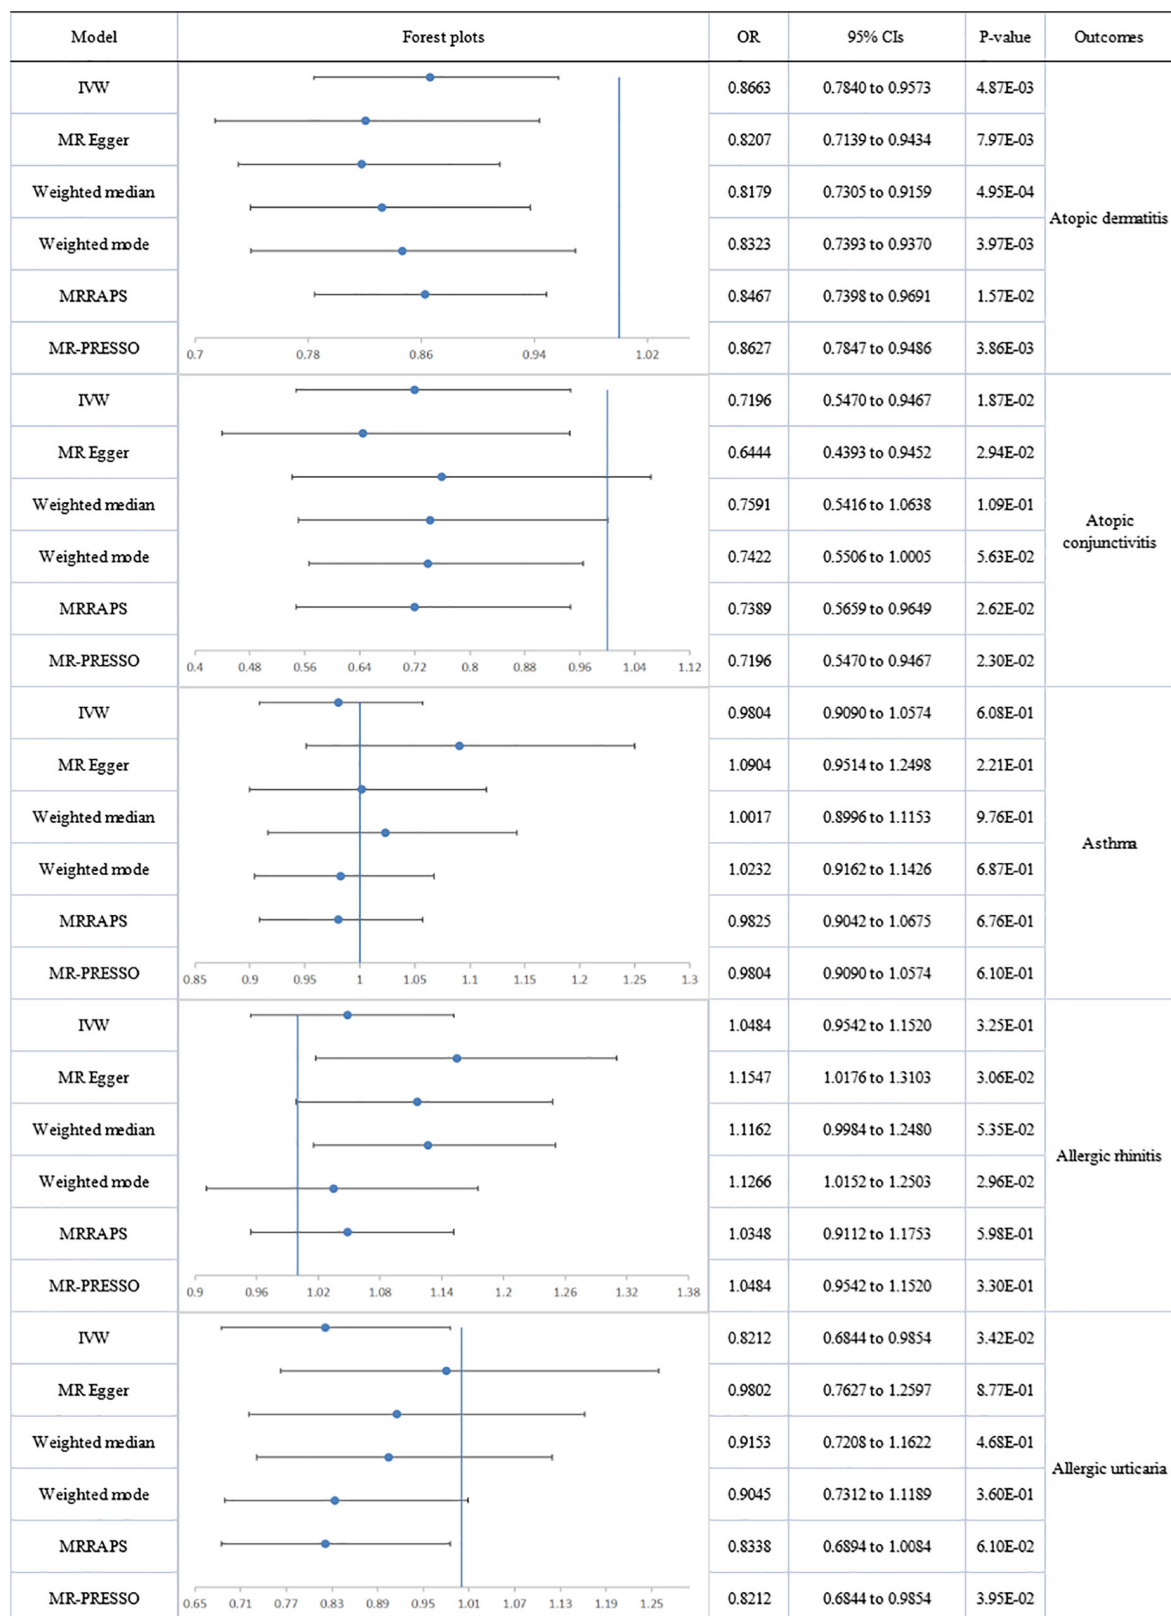 Model Forest plots OR 95% CIs P-value Outcomes
IVW 0.8663 0.7840 to 0.9573 4.87E-03
MR Egger 0.8207 0.7139 to 0.9434 7.97E-03
Weighted median 0.8179 0.7305 to 0.9159 4.95E-04
Atopic dermatitis
Weighted mode 0.8323 0.7393 to 0.9370 3.97E-03
MRRAPS 0.8467 0.7398 to 0.9691 1.57E-02
MR-PRESSO 0.8627 0.7847 to 0.9486 3.86E-03
0.7 0.78 0.86 0.94 1.02
IVW 0.7196 0.5470 to 0.9467 1.87E-02
MR Egger 0.6444 0.4393 to 0.9452 2.94E-02
Weighted median 0.7591 0.5416 to 1.0638 1.09E-01
Atopic
conjunctivitis
Weighted mode 0.7422 0.5506 to 1.0005 5.63E-02
MRRAPS 0.7389 0.5659 to 0.9649 2.62E-02
MR-PRESSO 0.7196 0.5470 to 0.9467 2.30E-02
0.4 0.48 0.56 0.64 0.72 0.8 0.88 0.96 1.04 1.12
IVW 0.9804 0.9090 to 1.0574 6.08E-01
MR Egger 1.0904 0.9514 to 1.2498 2.21E-01
Weighted median 1.0017 0.8996 to 1.1153 9.76E-01
Asthma
Weighted mode 1.0232 0.9162 to 1.1426 6.87E-01
MRRAPS 0.9825 0.9042 to 1.0675 6.76E-01
MR-PRESSO 0.9804 0.9090 to 1.0574 6.10E-01
0.85 0.9 0.95 1 1.05 1.1 1.15 1.2 1.25 1.3
IVW 1.0484 0.9542 to 1.1520 3.25E-01
MR Egger 1.1547 1.0176 to 1.3103 3.06E-02
Weighted median 1.1162 0.9984 to 1.2480 5.35E-02
Allergic rhinitis
Weighted mode 1.1266 1.0152 to 1.2503 2.96E-02
MRRAPS 1.0348 0.9112 to 1.1753 5.98E-01
MR-PRESSO 1.0484 0.9542 to 1.1520 3.30E-01
0.9 0.96 1.02 1.08 1.14 1.2 1.26 1.32 1.38
IVW 0.8212 0.6844 to 0.9854 3.42E-02
MR Egger 0.9802 0.7627 to 1.2597 8.77E-01
Weighted median 0.9153 0.7208 to 1.1622 4.68E-01
Allergic urticaria
Weighted mode 0.9045 0.7312 to 1.1189 3.60E-01
MRRAPS 0.8338 0.6894 to 1.0084 6.10E-02
MR-PRESSO 0.8212 0.6844 to 0.9854 3.95E-02
0.65 0.71 0.77 0.83 0.89 0.95 1.01 1.07 1.13 1.19 1.25